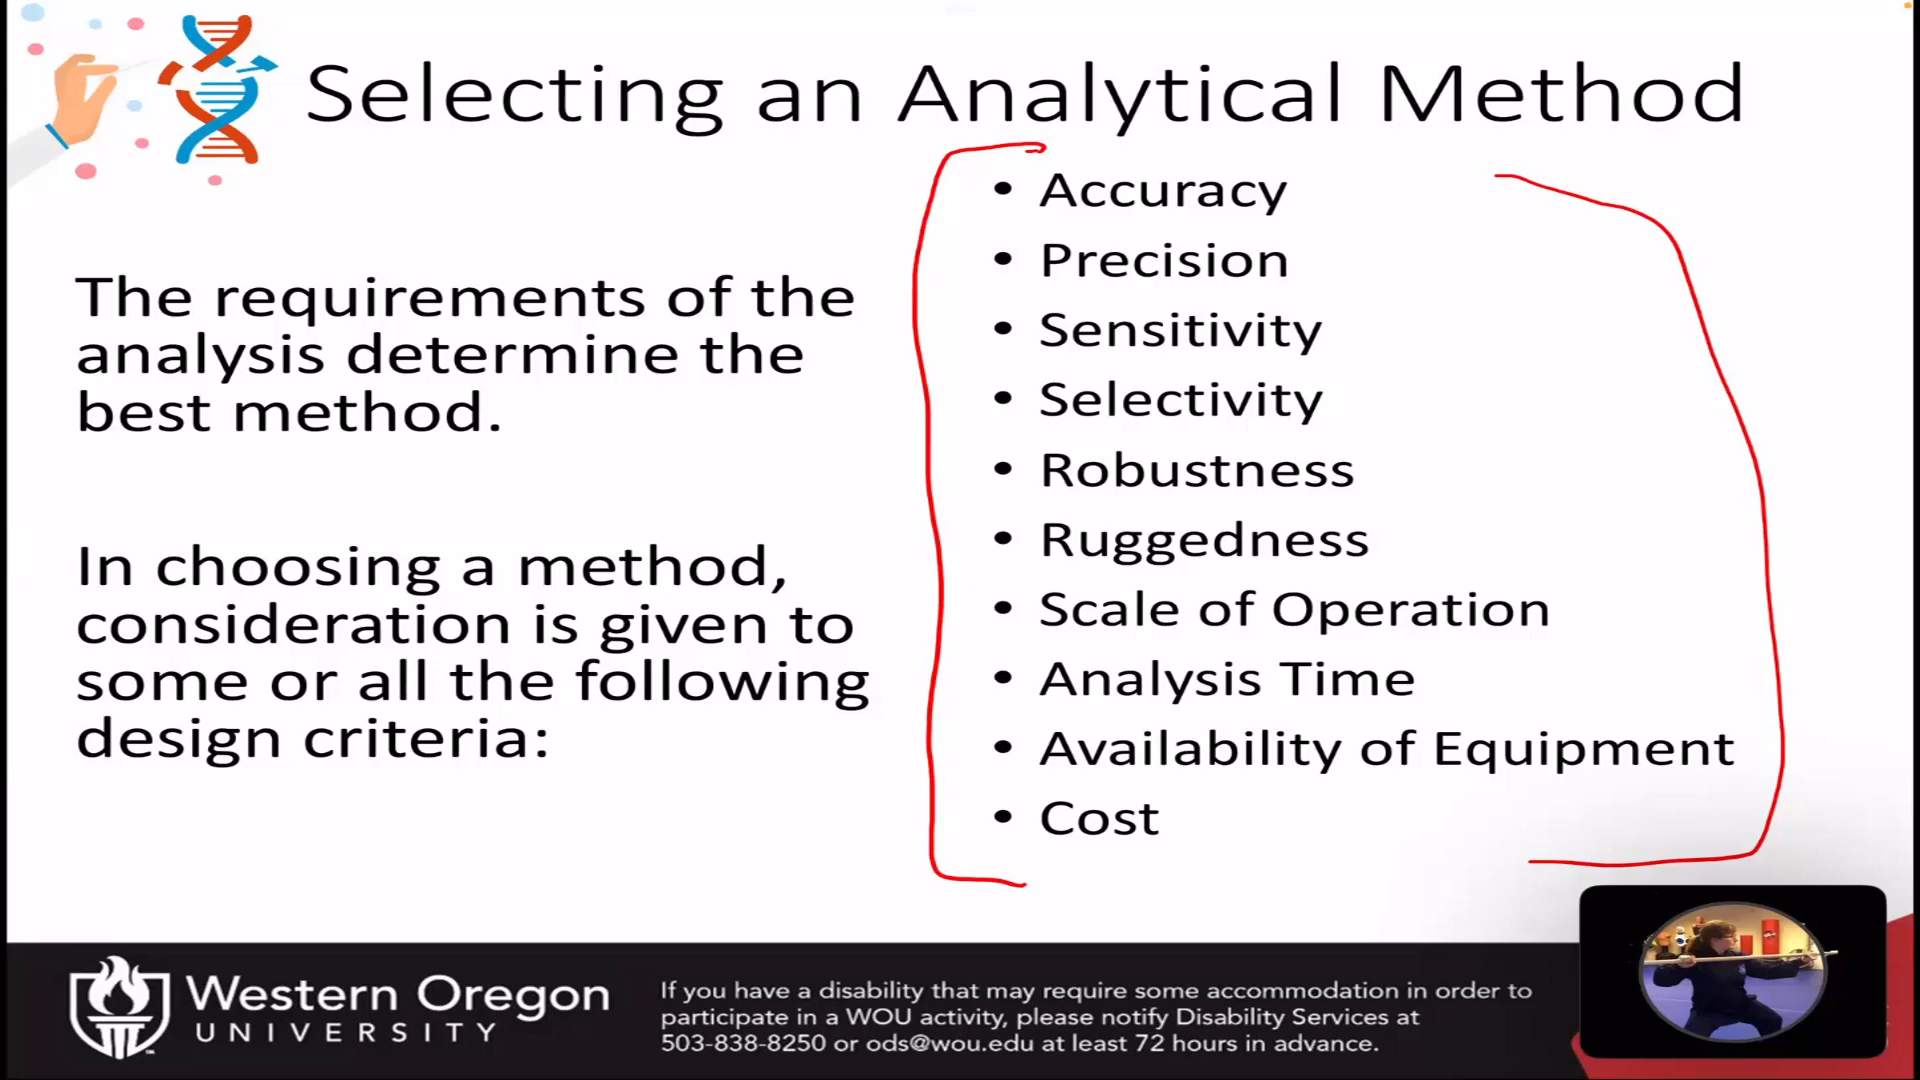 Selecting an Analytical Method
The requirements of the
analysis determine the
best method.
In choosing a method,
consideration is given to
some or all the following
design criteria:
• Accuracy
• Precision
• Sensitivity
• Selectivity
• Robustness
• Ruggedness
• Scale of Operation
• Analysis Time
• Availability of Equipment
• Cost
Western Oregon
UNIVERSITY
If you have a disability that may require some accommodation in order to
participate in a WOU activity, please notify Disability Services at
503-838-8250 or ods@wou.edu at least 72 hours in advance.